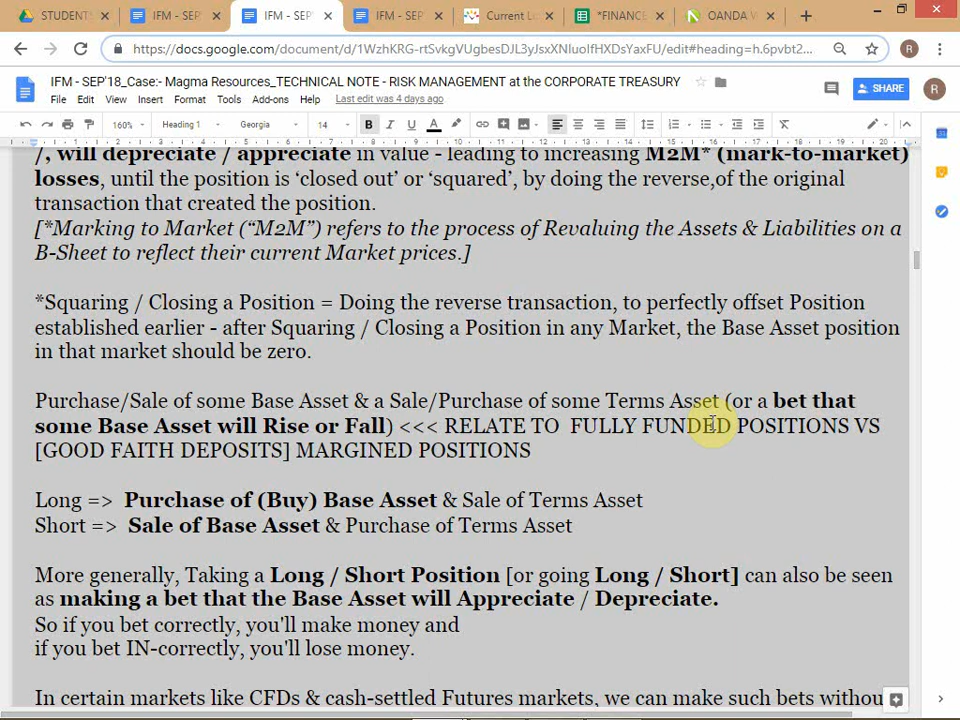 STUDENT
IFM - SEP'
IFM - SEP'
IFM - SEP'
Current L
*FINANCE
OANDA
https://docs.google.com/document/d/1WzhKRG-rtSvkgVUgbesDJL3yJsxXNluoIfHXDsYaxFU/edit#heading=h.6pvbt2...
R
IFM - SEP'18_Case:- Magma Resources_TECHNICAL NOTE - RISK MANAGEMENT at the CORPORATE TREASURY
SHARE
R
File Edit View Insert Format Tools Add-ons Help Last edit was 4 days ago
160% Heading 1 Georgia 14 B I U A
/, will depreciate / appreciate in value - leading to increasing M2M* (mark-to-market)
losses, until the position is ‘closed out’ or ‘squared’, by doing the reverse,of the original
transaction that created the position.
[*Marking to Market (“M2M”) refers to the process of Revaluing the Assets & Liabilities on a
B-Sheet to reflect their current Market prices.]
*Squaring / Closing a Position = Doing the reverse transaction, to perfectly offset Position
established earlier - after Squaring / Closing a Position in any Market, the Base Asset position
in that market should be zero.
Purchase/Sale of some Base Asset & a Sale/Purchase of some Terms Asset (or a bet that
some Base Asset will Rise or Fall) <<< RELATE TO FULLY FUNDED POSITIONS VS
[GOOD FAITH DEPOSITS] MARGINED POSITIONS
Long => Purchase of (Buy) Base Asset & Sale of Terms Asset
Short => Sale of Base Asset & Purchase of Terms Asset
More generally, Taking a Long / Short Position [or going Long / Short] can also be seen
as making a bet that the Base Asset will Appreciate / Depreciate.
So if you bet correctly, you'll make money and
if you bet IN-correctly, you'll lose money.
In certain markets like CFDs & cash-settled Futures markets, we can make such bets withou